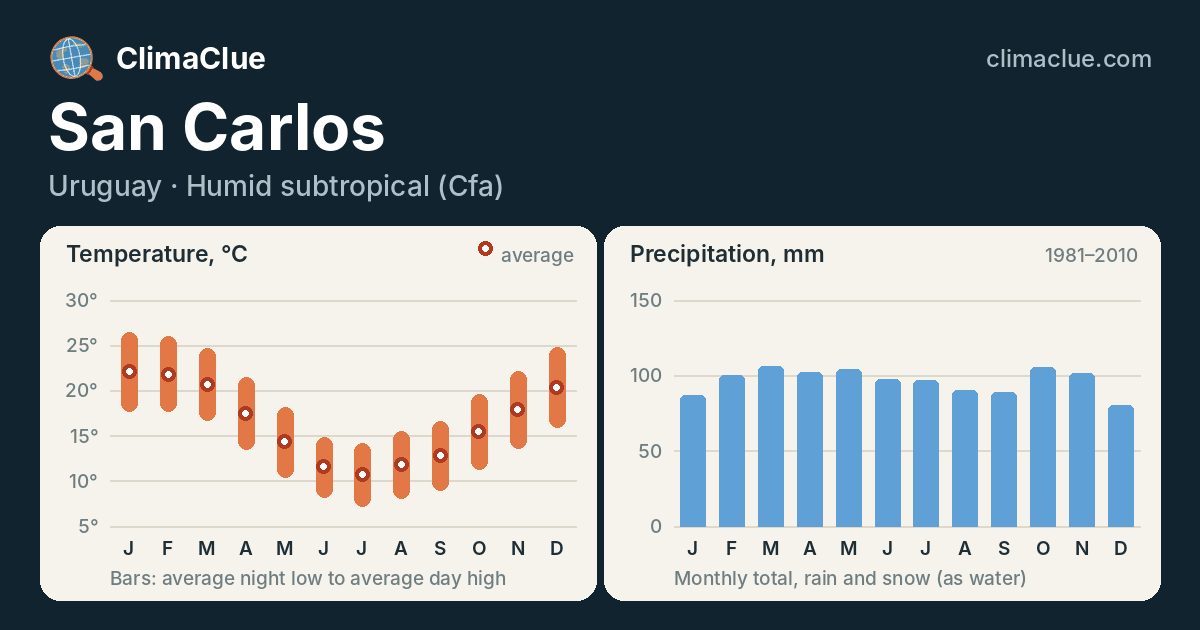 ClimaClue
climaclue.com
San Carlos
Uruguay · Humid subtropical (Cfa)
Temperature, °C
average
30°
25°
20°
15°
10°
5°
J F M A M J J A S O N D
Bars: average night low to average day high
Precipitation, mm
1981–2010
150
100
50
0
J F M A M J J A S O N D
Monthly total, rain and snow (as water)